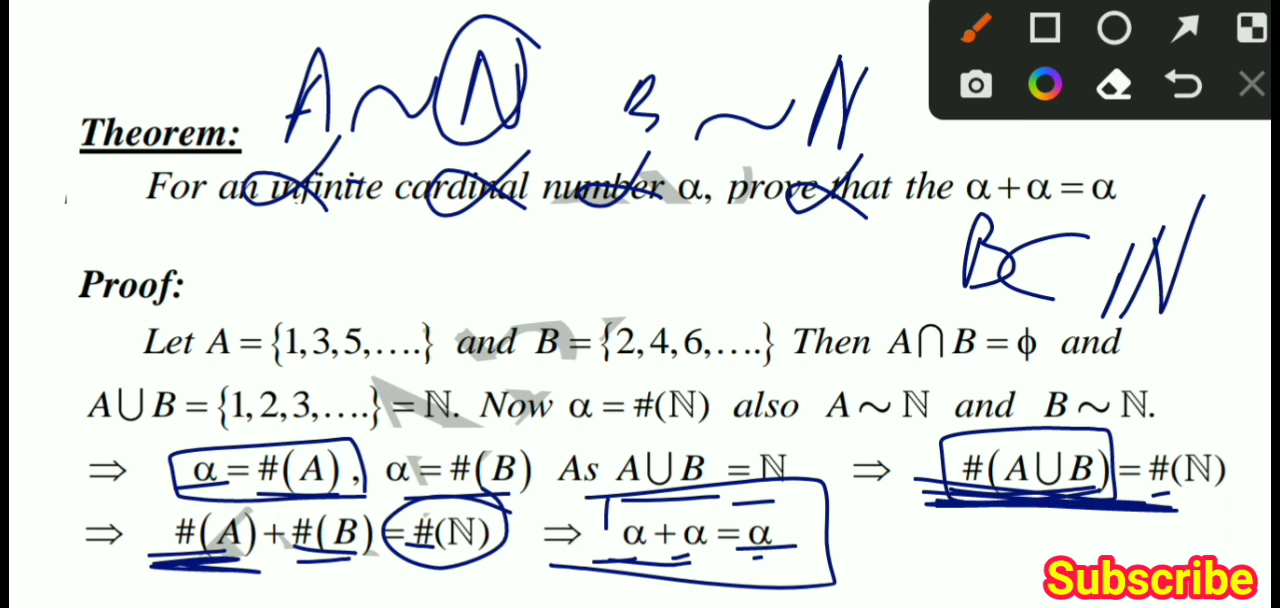 A ~ N B ~ N
Theorem:
For an infinite cardinal number α, prove that the α + α = α
B N
Proof:
Let A = {1,3,5,....} and B = {2,4,6,....} Then A⋂B = ϕ and
A⋃B = {1,2,3,....} = ℕ. Now α = #(ℕ) also A ~ ℕ and B ~ ℕ.
⇒ α = #(A), α = #(B) As A⋃B = ℕ ⇒ #(A⋃B) = #(ℕ)
⇒ #(A) + #(B) = #(ℕ) ⇒ α + α = α
Subscribe